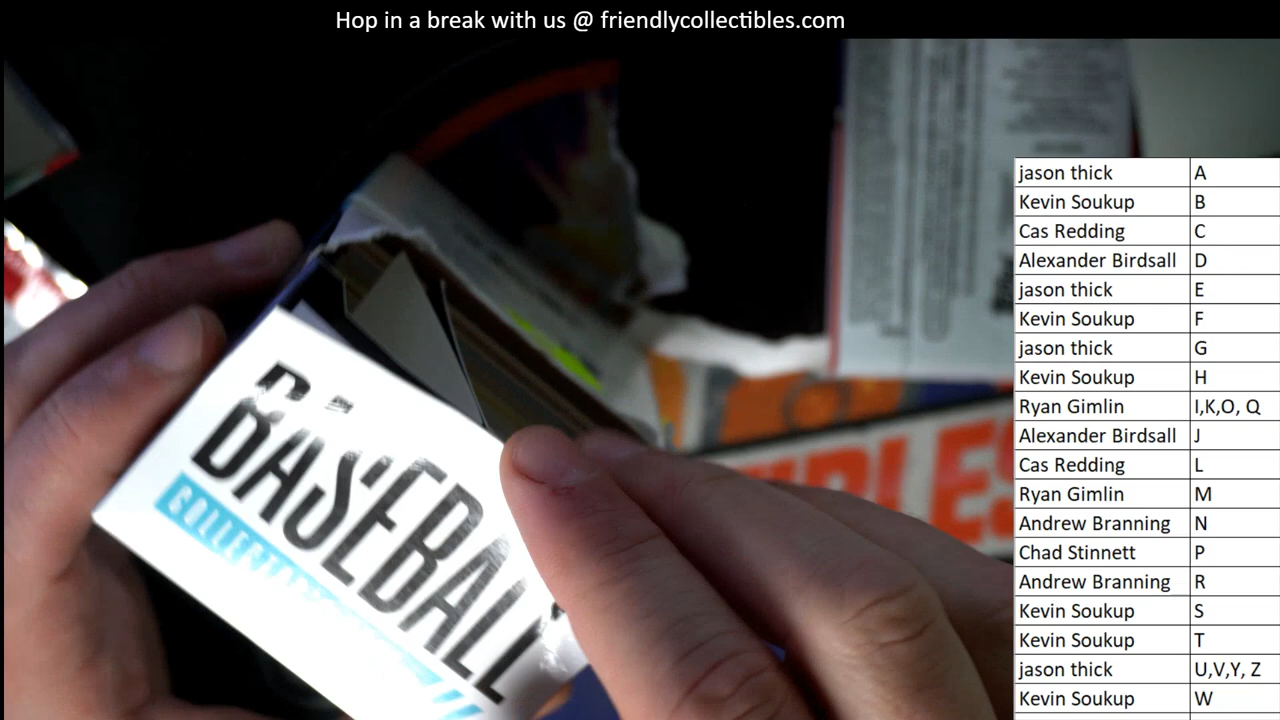 Hop in a break with us @ friendlycollectibles.com
jason thick A
Kevin Soukup B
Cas Redding C
Alexander Birdsall D
jason thick E
Kevin Soukup F
jason thick G
Kevin Soukup H
Ryan Gimlin I,K,O, Q
Alexander Birdsall J
Cas Redding L
Ryan Gimlin M
Andrew Branning N
Chad Stinnett P
Andrew Branning R
Kevin Soukup S
Kevin Soukup T
jason thick U,V,Y, Z
Kevin Soukup W
BASEBALL